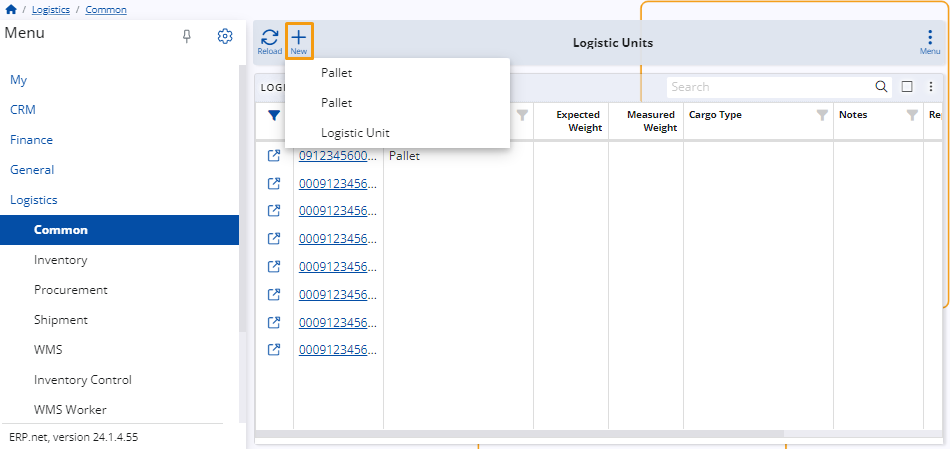 / Logistics / Common
Menu
My
CRM
Finance
General
Logistics
Common
Inventory
Procurement
Shipment
WMS
Inventory Control
WMS Worker
ERP.net, version 24.1.4.55
Reload
New
Logistic Units
Menu
Pallet
Pallet
Logistic Unit
LOGI
Search
Expected Weight
Measured Weight
Cargo Type
Notes
Re
0912345600... Pallet
0009123456...
0009123456...
0009123456...
0009123456...
0009123456...
0009123456...
0009123456...